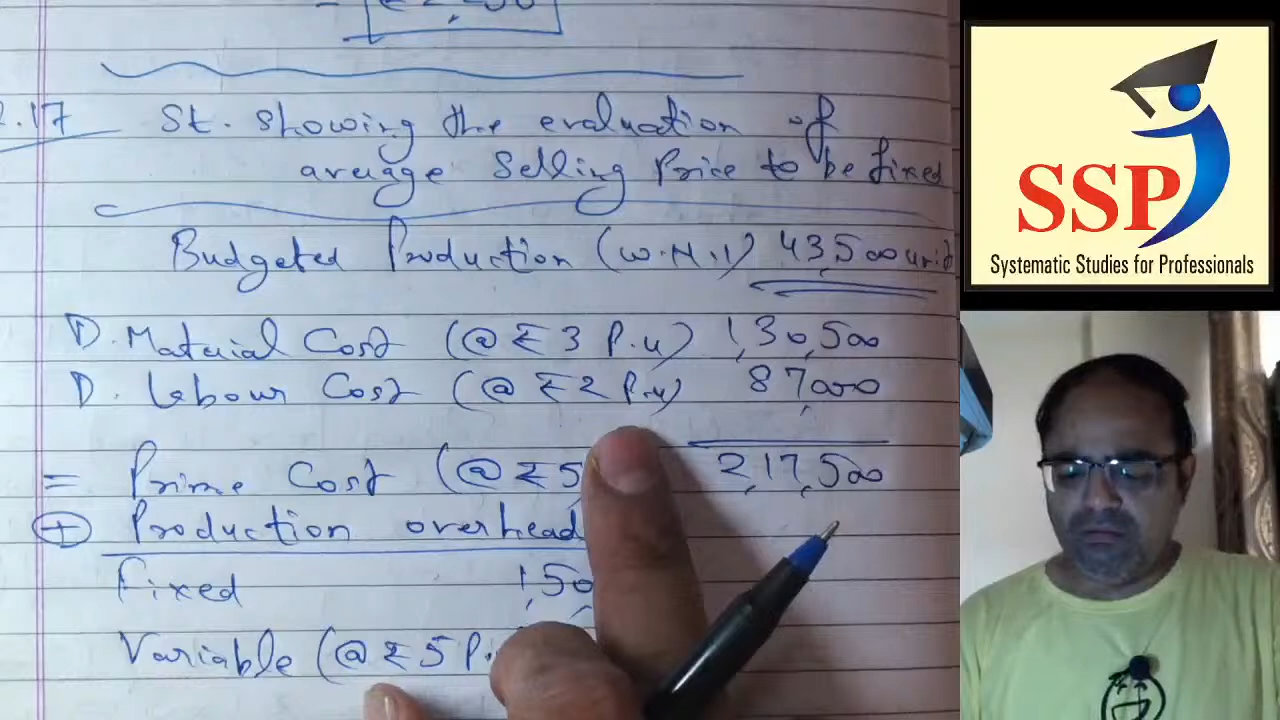 2.17 St. Showing the evaluation of
average Selling Price to be fixed
Budgeted Production (W.N.1) 43,500 unit
D. Material Cost (@ ₹ 3 P.u) 1,30,500
D. Labour Cost (@ ₹ 2 P.u) 87,000
= Prime Cost (@ ₹ 5 2,17,500
+ Production overhead
Fixed 1,50
Variable (@ ₹ 5 P.
SSP
Systematic Studies for Professionals